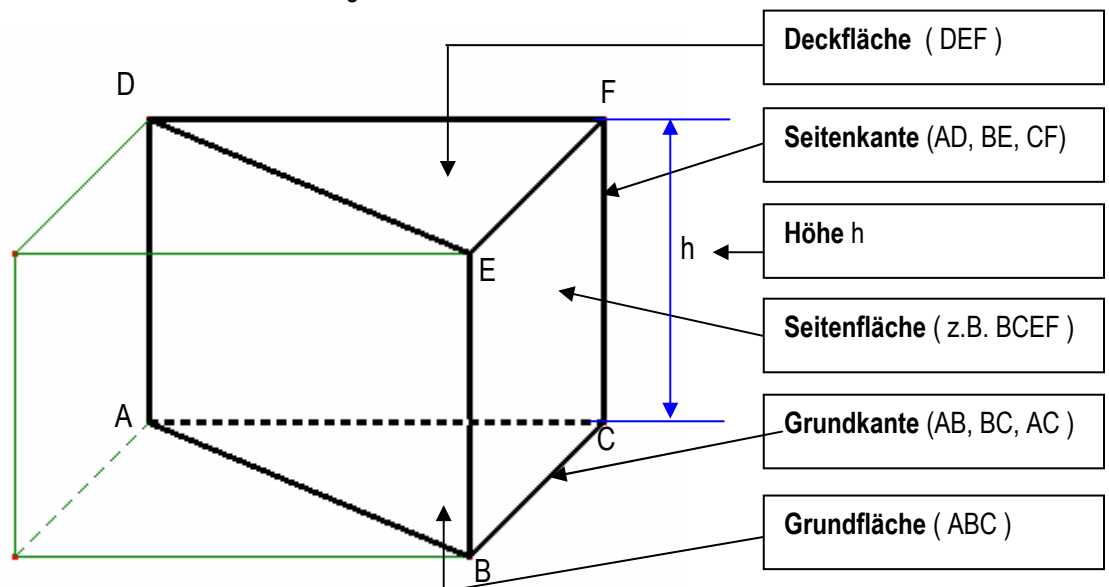 g
Deckfläche ( DEF )
D
F
Seitenkante (AD, BE, CF)
Höhe h
h
E
Seitenfläche ( z.B. BCEF )
A
Grundkante (AB, BC, AC )
C
Grundfläche ( ABC )
B